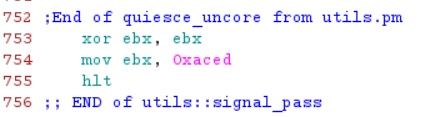 752 ;End of quiesce_uncore from utils.pm
753 xor ebx, ebx
754 mov ebx, 0xaced
755 hlt
756 ;; END of utils::signal_pass